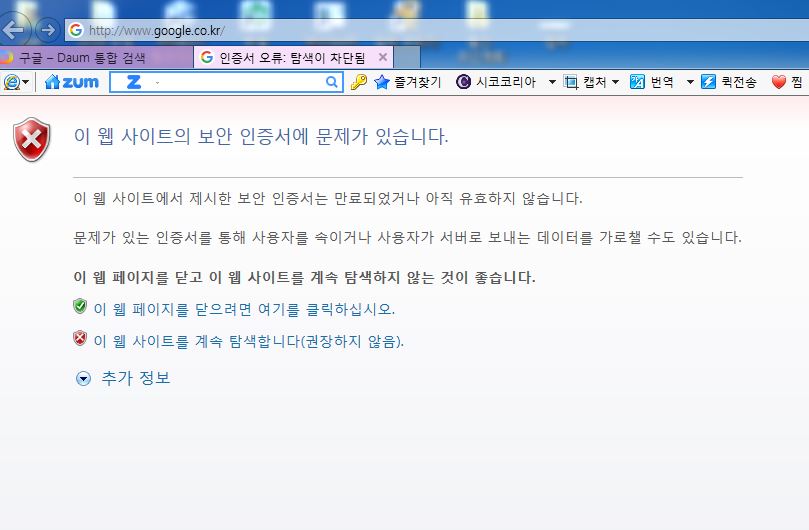 http://www.google.co.kr/
구글 – Daum 통합 검색
인증서 오류: 탐색이 차단됨
zum
Z
즐겨찾기
시코코리아
캡처
번역
퀵전송
찜
이 웹 사이트의 보안 인증서에 문제가 있습니다.
이 웹 사이트에서 제시한 보안 인증서는 만료되었거나 아직 유효하지 않습니다.
문제가 있는 인증서를 통해 사용자를 속이거나 사용자가 서버로 보내는 데이터를 가로챌 수도 있습니다.
이 웹 페이지를 닫고 이 웹 사이트를 계속 탐색하지 않는 것이 좋습니다.
이 웹 페이지를 닫으려면 여기를 클릭하십시오.
이 웹 사이트를 계속 탐색합니다(권장하지 않음).
추가 정보